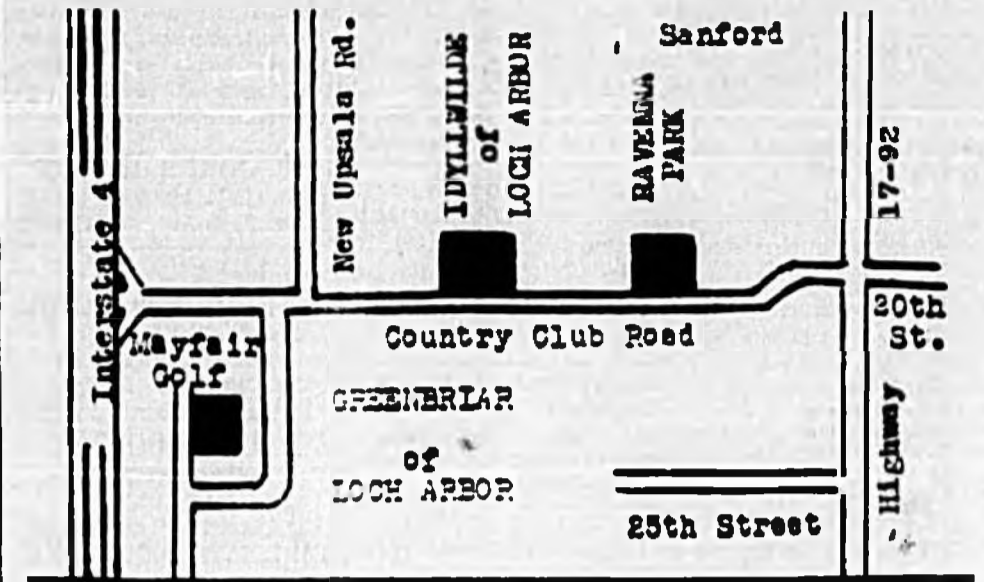 Sanford
New Upsala Rd.
IDYLLWILDE
of
LOCH ARBOR
RAVENNA
PARK
17-92
Interstate 4
20th
St.
Mayfair
Golf
Country Club Road
GREENBRIAR
of
LOCH ARBOR
25th Street
Highway